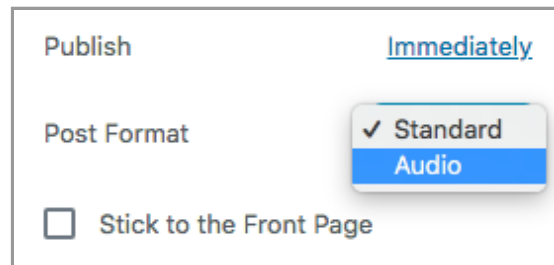 Publish Immediately
Post Format
✓ Standard
Audio
Stick to the Front Page